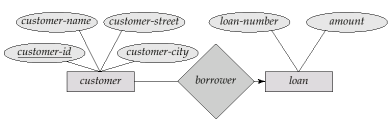 customer-name customer-street loan-number amount
customer-id customer-city
customer borrower loan